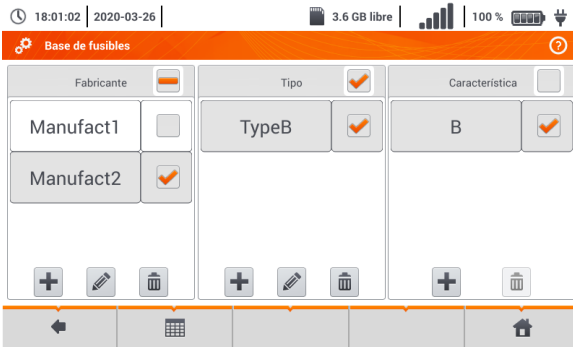 18:01:02 2020-03-26 3.6 GB libre 100 %
Base de fusibles ?
Fabricante Tipo Característica
Manufact1 TypeB B
Manufact2